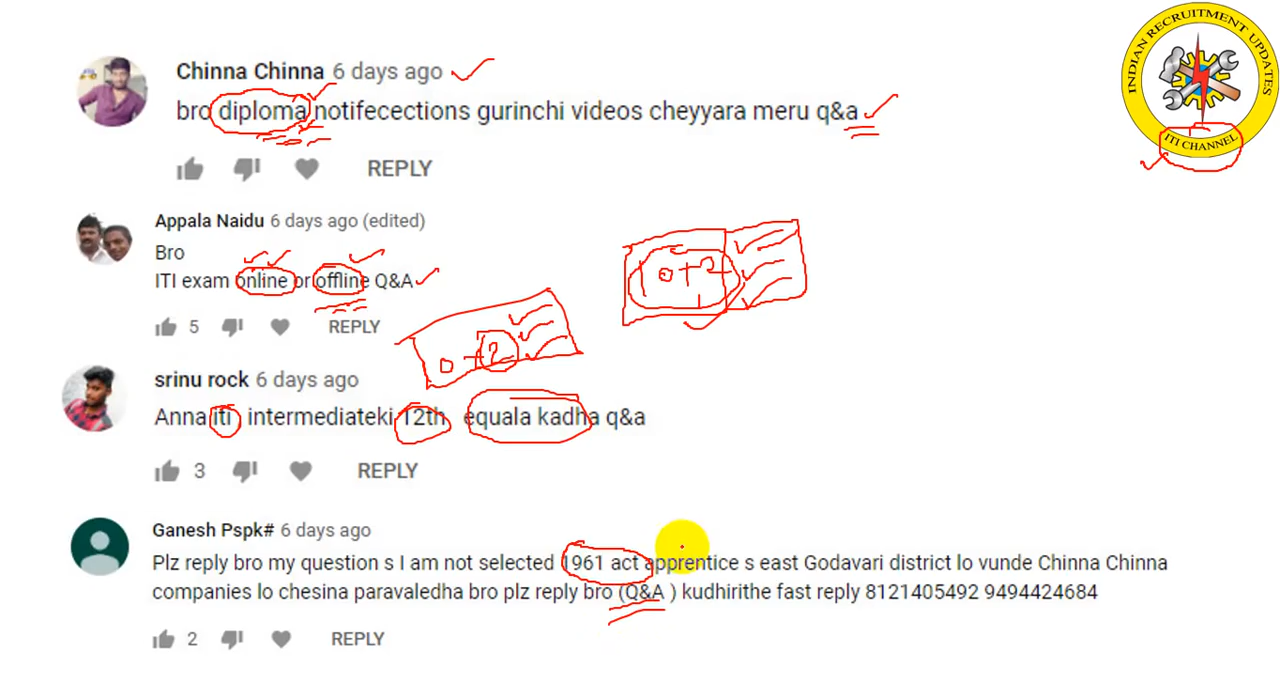 INDIAN RECRUITMENT UPDATES
ITI CHANNEL
Chinna Chinna 6 days ago
bro diploma notifecections gurinchi videos cheyyara meru q&a
REPLY
Appala Naidu 6 days ago (edited)
Bro
ITI exam online or offline Q&A
5 REPLY
srinu rock 6 days ago
Anna iti intermediateki 12th equala kadha q&a
3 REPLY
Ganesh Pspk# 6 days ago
Plz reply bro my question s I am not selected 1961 act apprentice s east Godavari district lo vunde Chinna Chinna
companies lo chesina paravaledha bro plz reply bro (Q&A ) kudhirithe fast reply 8121405492 9494424684
2 REPLY